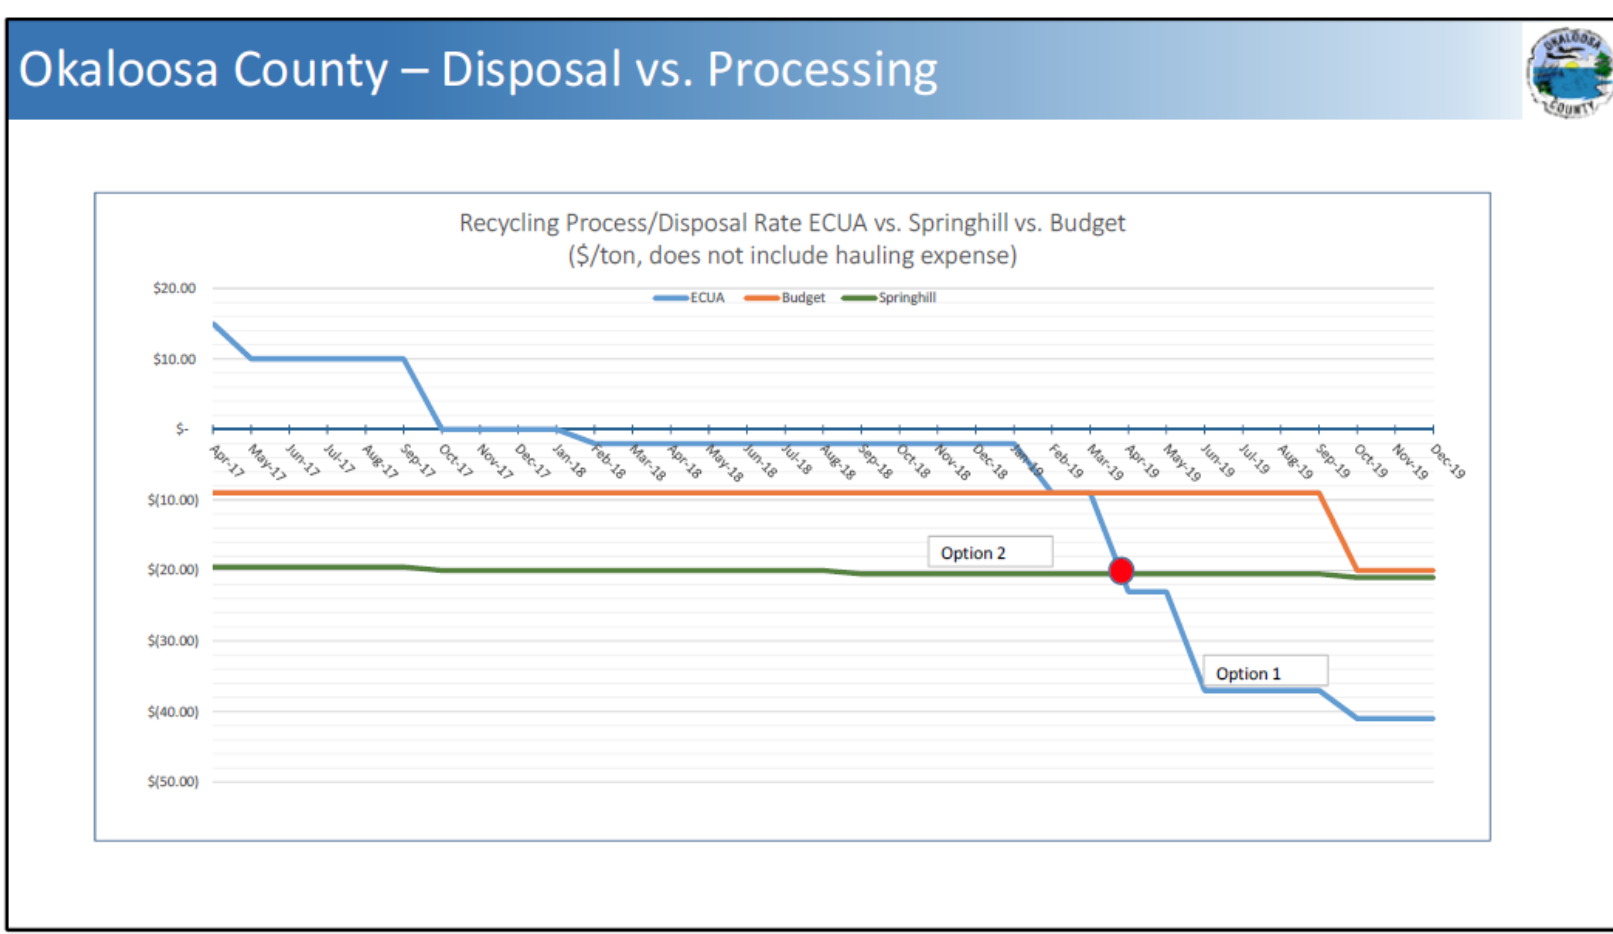 Okaloosa County – Disposal vs. Processing
OKALOOSA
COUNTY
Recycling Process/Disposal Rate ECUA vs. Springhill vs. Budget
($/ton, does not include hauling expense)
ECUA Budget Springhill
$20.00
$10.00
$-
Apr-17 May-17 Jun-17 Jul-17 Aug-17 Sep-17 Oct-17 Nov-17 Dec-17 Jan-18 Feb-18 Mar-18 Apr-18 May-18 Jun-18 Jul-18 Aug-18 Sep-18 Oct-18 Nov-18 Dec-18 Jan-19 Feb-19 Mar-19 Apr-19 May-19 Jun-19 Jul-19 Aug-19 Sep-19 Oct-19 Nov-19 Dec-19
$(10.00)
Option 2
$(20.00)
$(30.00)
Option 1
$(40.00)
$(50.00)